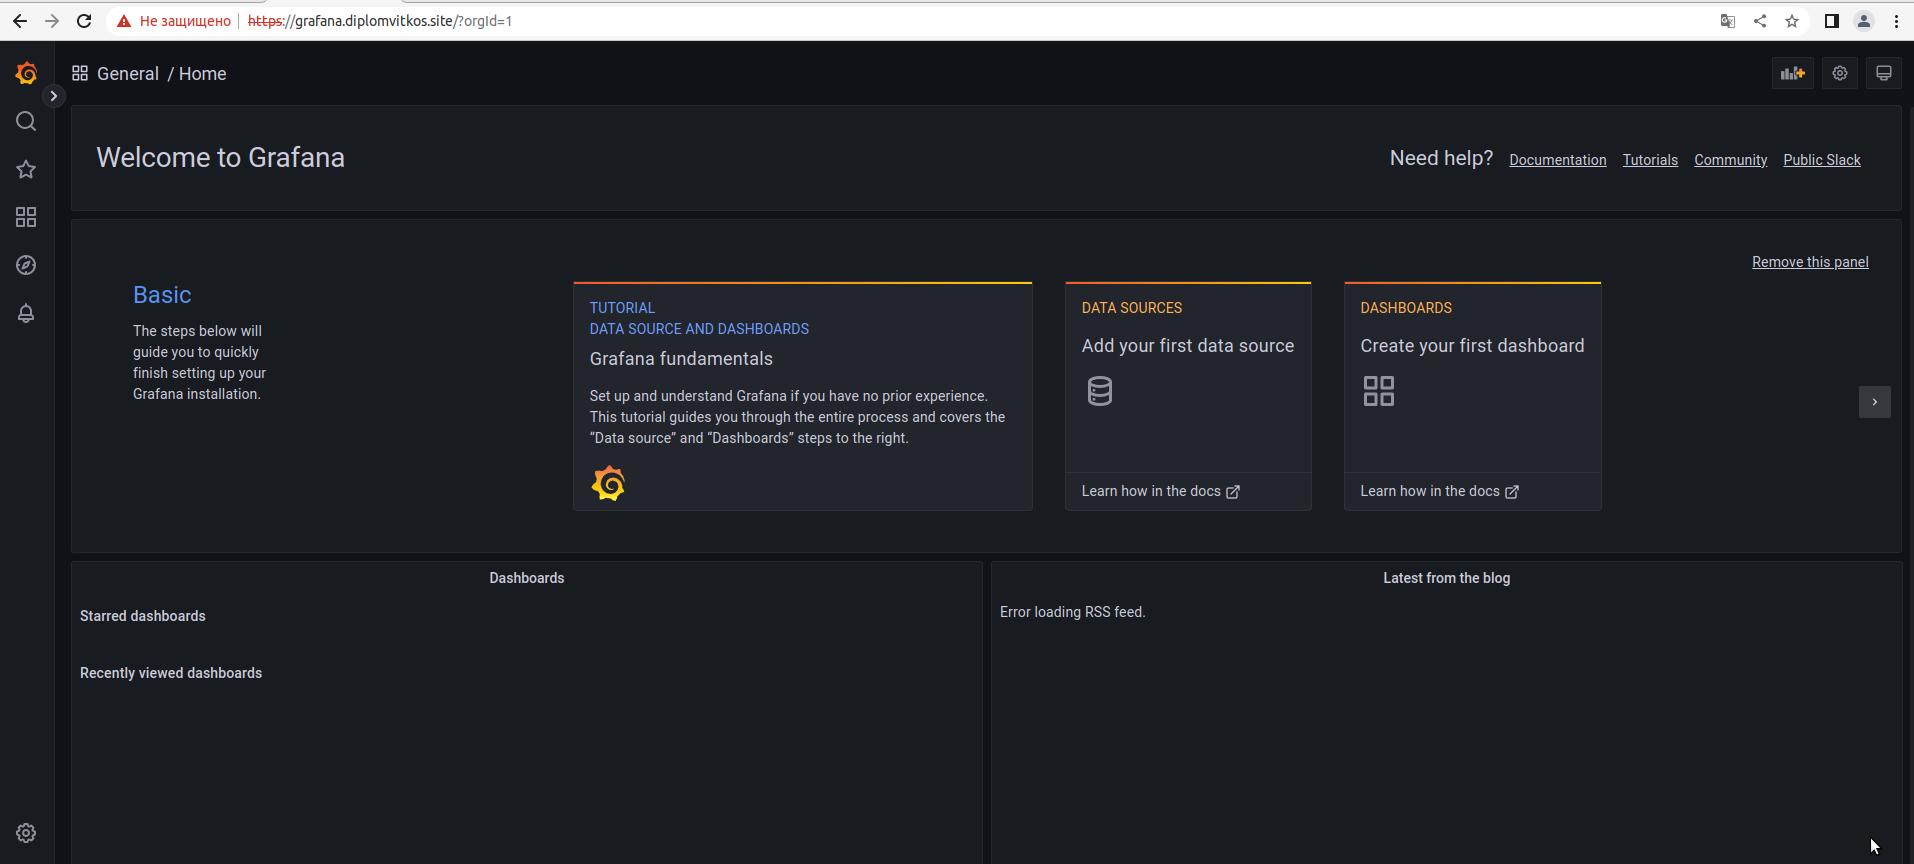 Не защищено https://grafana.diplomvitkos.site/?orgId=1
General / Home
Welcome to Grafana
Need help? Documentation Tutorials Community Public Slack
Remove this panel
Basic
The steps below will
guide you to quickly
finish setting up your
Grafana installation.
TUTORIAL
DATA SOURCE AND DASHBOARDS
Grafana fundamentals
Set up and understand Grafana if you have no prior experience.
This tutorial guides you through the entire process and covers the
“Data source” and “Dashboards” steps to the right.
DATA SOURCES
Add your first data source
Learn how in the docs
DASHBOARDS
Create your first dashboard
Learn how in the docs
Dashboards
Starred dashboards
Recently viewed dashboards
Latest from the blog
Error loading RSS feed.